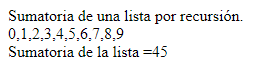 Sumatoria de una lista por recursión.
0,1,2,3,4,5,6,7,8,9
Sumatoria de la lista =45